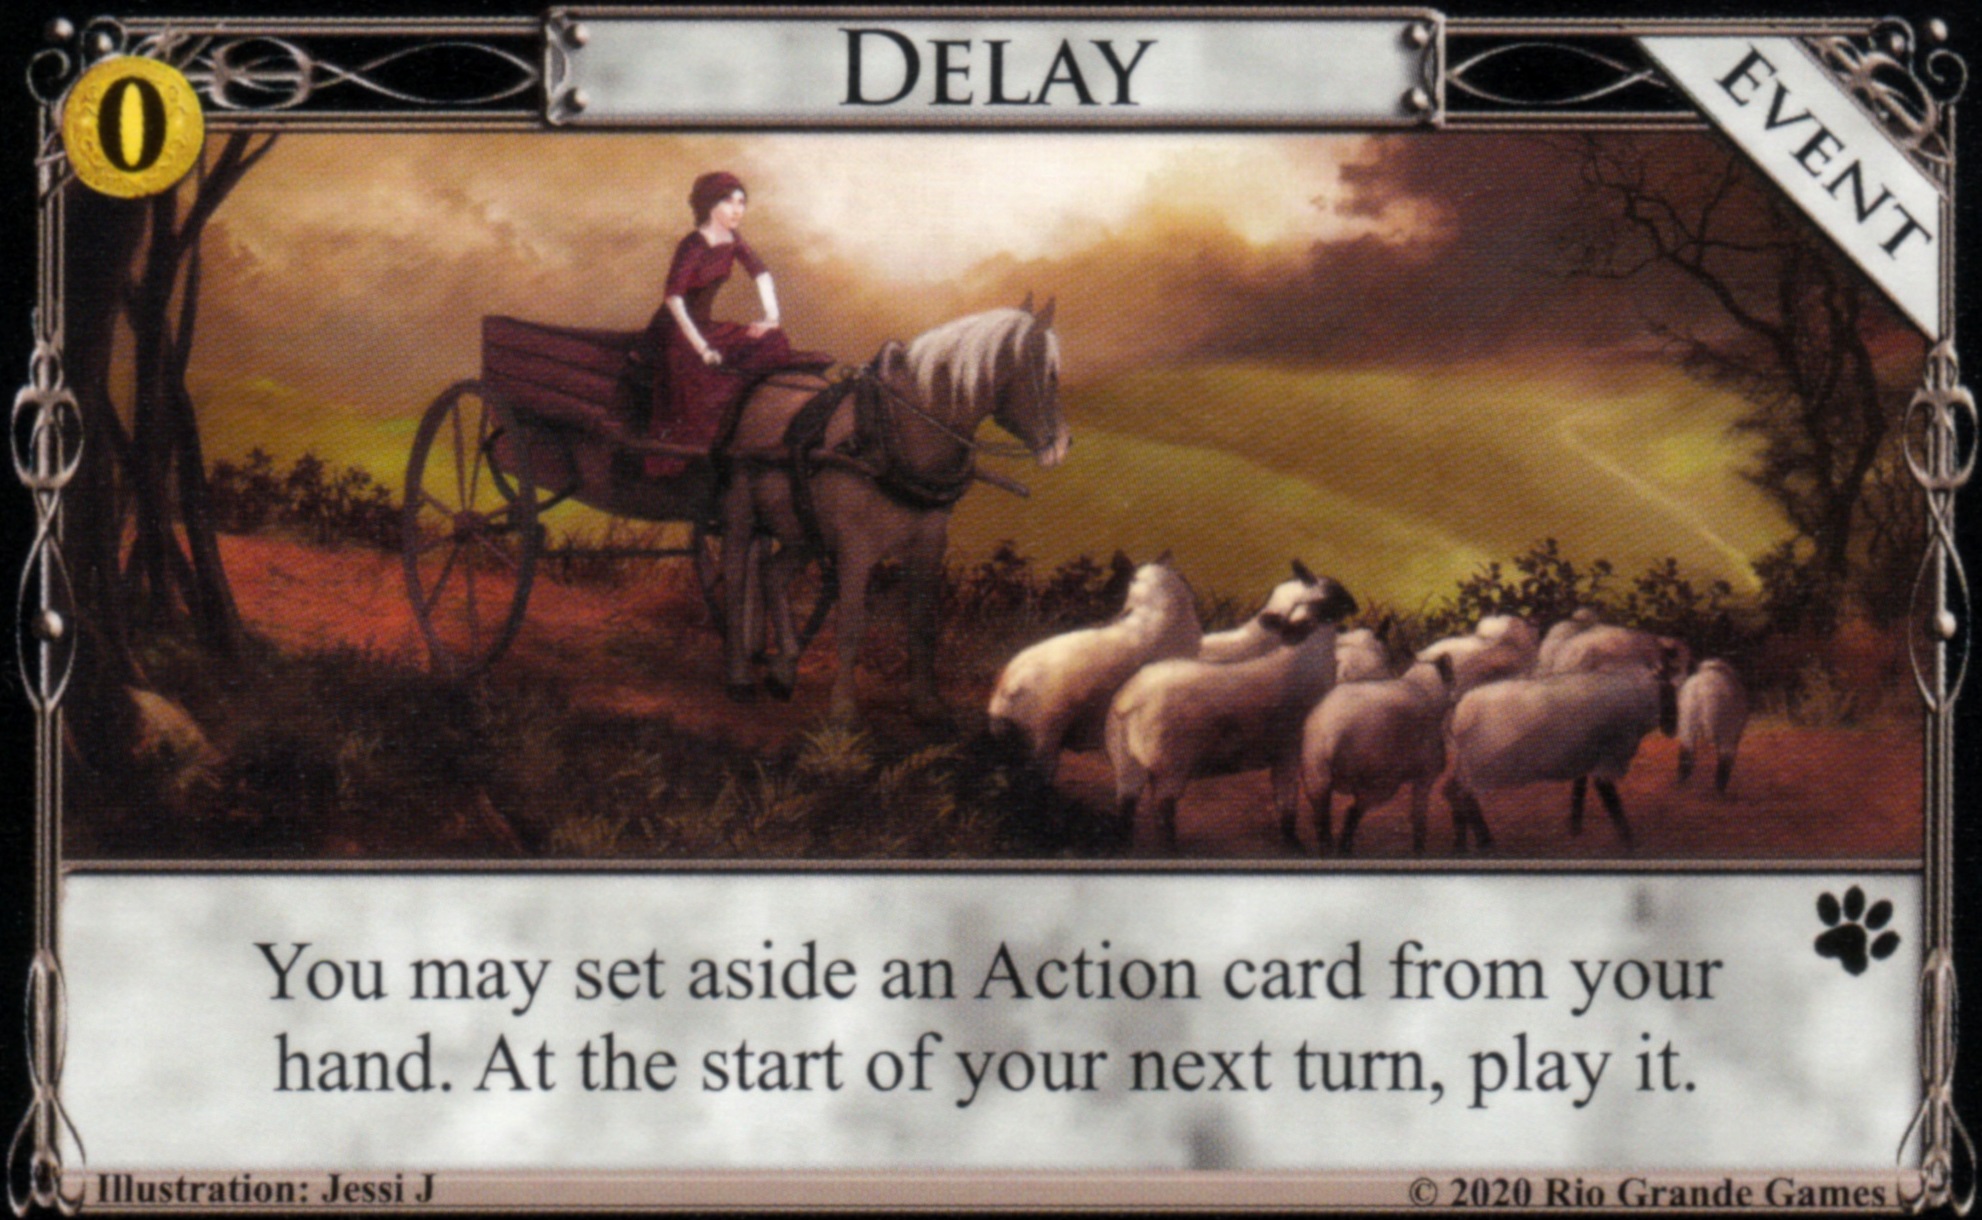 0
DELAY
EVENT
You may set aside an Action card from your
hand. At the start of your next turn, play it.
Illustration: Jessi J
© 2020 Rio Grande Games